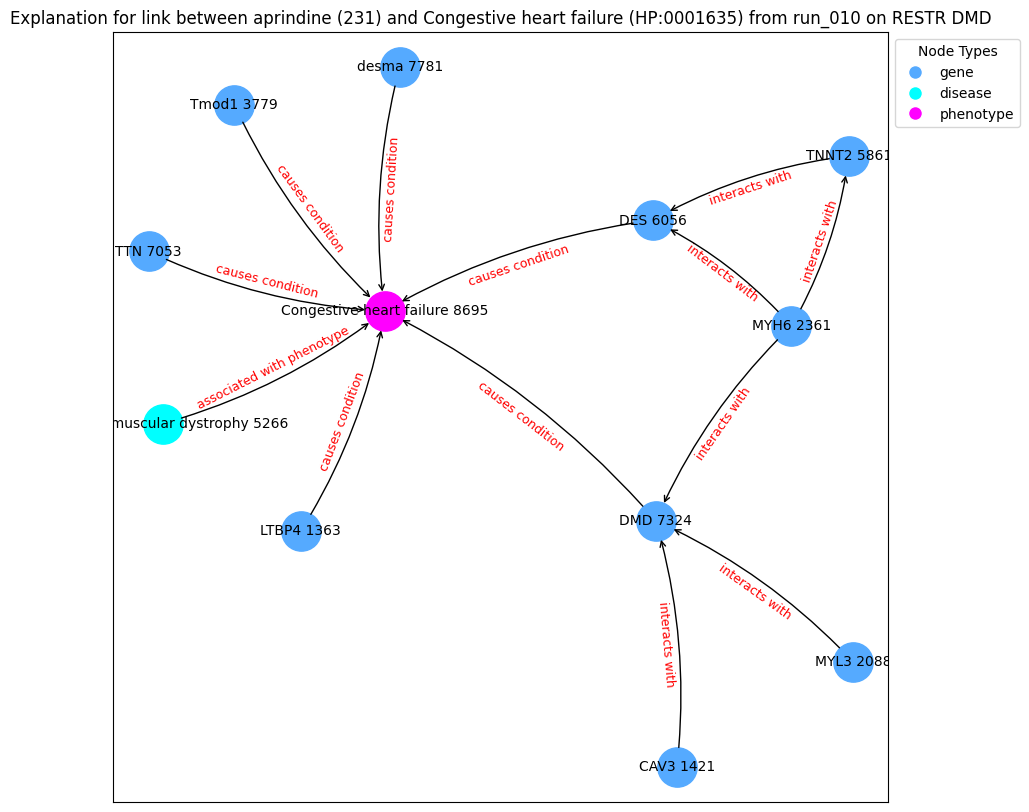 Explanation for link between aprindine (231) and Congestive heart failure (HP:0001635) from run_010 on RESTR DMD
Node Types
gene
disease
phenotype
desma 7781
Tmod1 3779
TNNT2 5861
causes condition
causes condition
interacts with
DES 6056
interacts with
TTN 7053
causes condition
causes condition
interacts with
Congestive heart failure 8695
MYH6 2361
associated with phenotype
causes condition
causes condition
interacts with
muscular dystrophy 5266
DMD 7324
LTBP4 1363
interacts with
interacts with
MYL3 2088
CAV3 1421